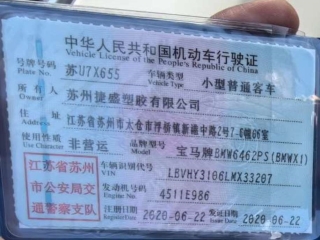 中华人民共和国机动车行驶证
Vehicle License of the People's Republic of China
号牌号码 苏U7X655 车辆类型 小型普通客车
Plate No. Vehicle Type
所有人 苏州捷盛塑胶有限公司
Owner
住址 江苏省苏州市太仓市浮桥镇新港中路2号7-D幢06室
Address
使用性质 非营运 品牌型号 宝马牌BMW6462PS(BMWX1)
Use Character Model
江苏省苏州
市公安局交
通警察支队
车辆识别代号 LBVHY3106LMX33207
VIN
发动机号码 4511E986
Engine No.
注册日期 2020-06-22 发证日期 2020-06-22
Register Date Issue Date